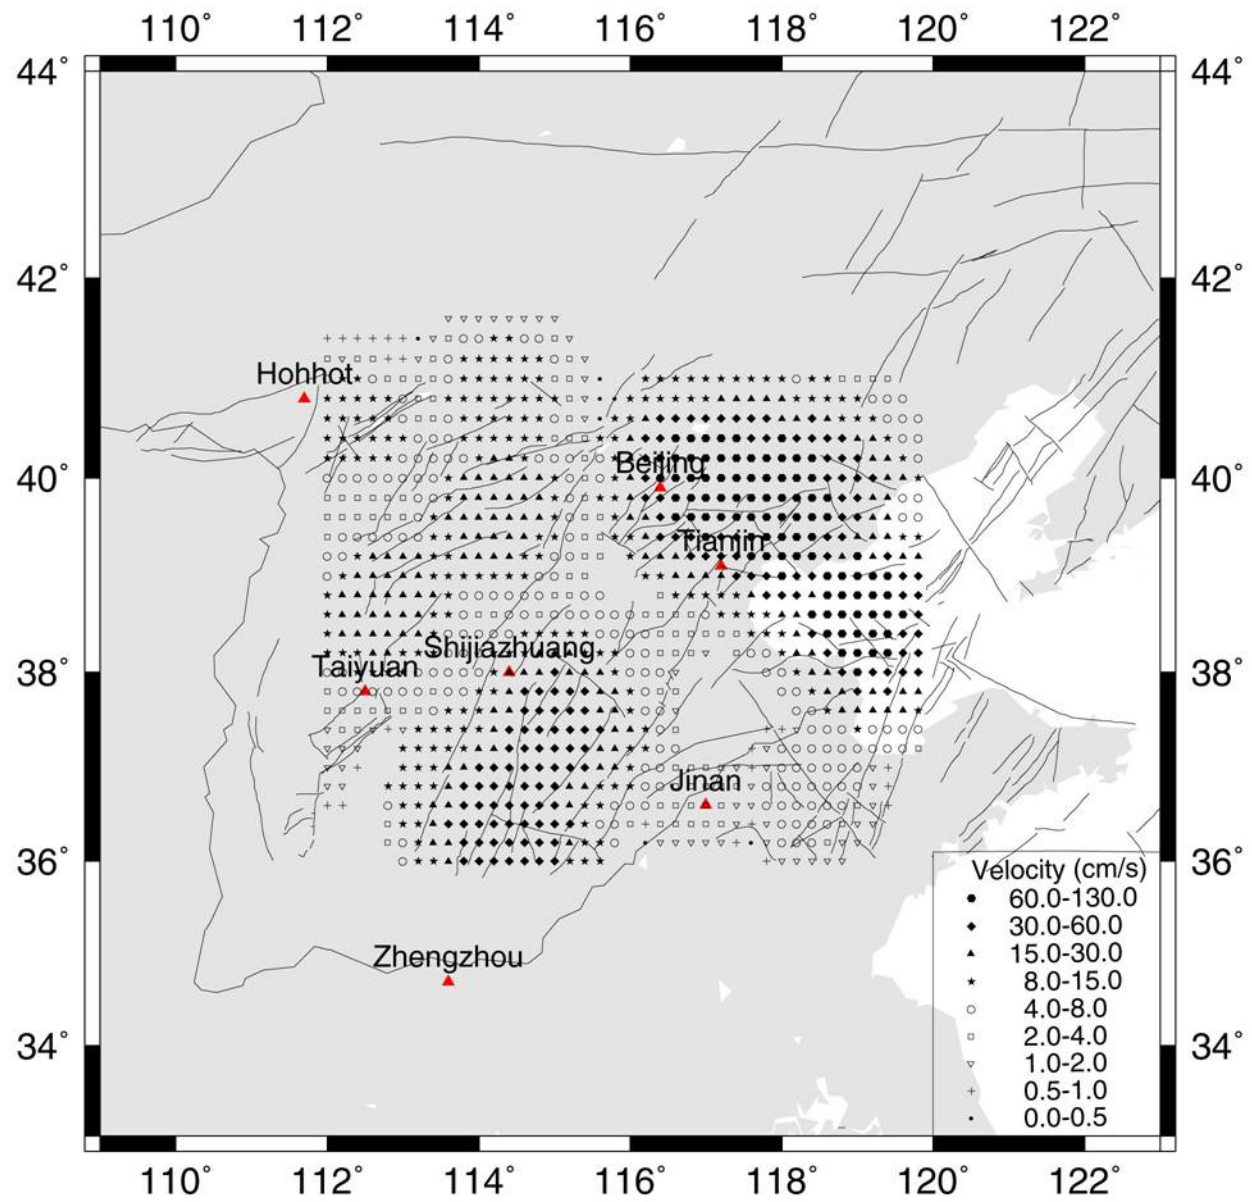 110° 112° 114° 116° 118° 120° 122°
44° 44°
42° 42°
Hohhot
Beijing
40° 40°
Tianjin
Shijiazhuang
Taiyuan
38° 38°
Jinan
36° 36°
Velocity (cm/s)
60.0-130.0
30.0-60.0
15.0-30.0
8.0-15.0
4.0-8.0
2.0-4.0
1.0-2.0
0.5-1.0
0.0-0.5
Zhengzhou
34° 34°
110° 112° 114° 116° 118° 120° 122°